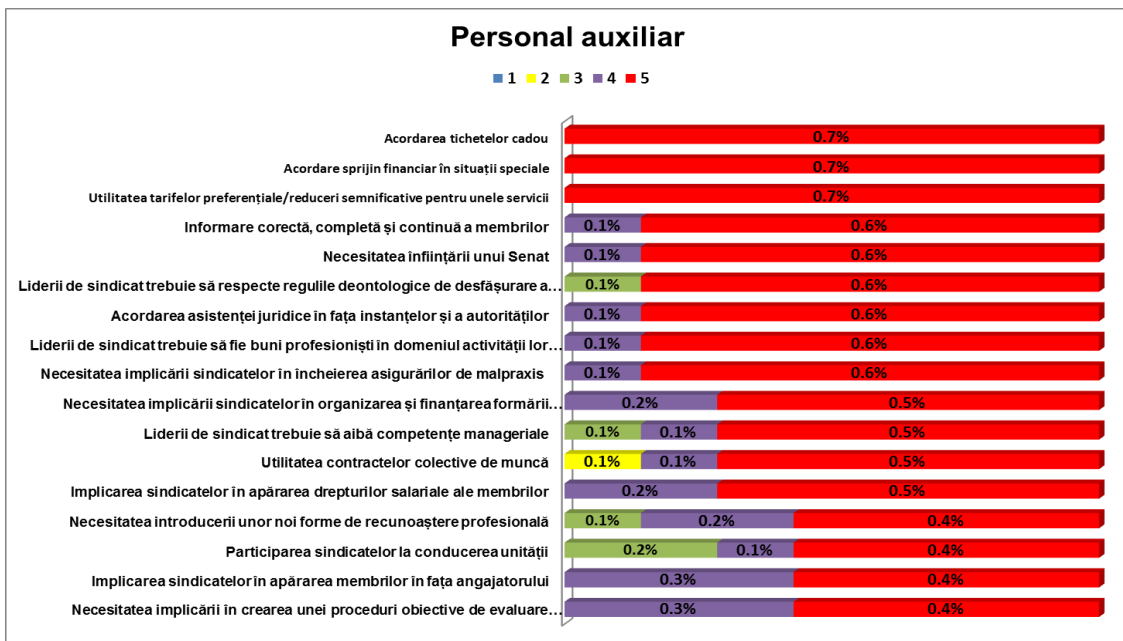 Personal auxiliar
1 2 3 4 5
Acordarea tichetelor cadou 0.7%
Acordare sprijin financiar în situații speciale 0.7%
Utilitatea tarifelor preferențiale/reduceri semnificative pentru unele servicii 0.7%
Informare corectă, completă și continuă a membrilor 0.1% 0.6%
Necesitatea înființării unui Senat 0.1% 0.6%
Liderii de sindicat trebuie să respecte regulile deontologice de desfășurare a... 0.1% 0.6%
Acordarea asistenței juridice în fața instanțelor și a autorităților 0.1% 0.6%
Liderii de sindicat trebuie să fie buni profesioniști în domeniul activității lor... 0.1% 0.6%
Necesitatea implicării sindicatelor în încheierea asigurărilor de malpraxis 0.1% 0.6%
Necesitatea implicării sindicatelor în organizarea și finanțarea formării... 0.2% 0.5%
Liderii de sindicat trebuie să aibă competențe manageriale 0.1% 0.1% 0.5%
Utilitatea contractelor colective de muncă 0.1% 0.1% 0.5%
Implicarea sindicatelor în apărarea drepturilor salariale ale membrilor 0.2% 0.5%
Necesitatea introducerii unor noi forme de recunoaștere profesională 0.1% 0.2% 0.4%
Participarea sindicatelor la conducerea unității 0.2% 0.1% 0.4%
Implicarea sindicatelor în apărarea membrilor în fața angajatorului 0.3% 0.4%
Necesitatea implicării în crearea unei proceduri obiective de evaluare... 0.3% 0.4%